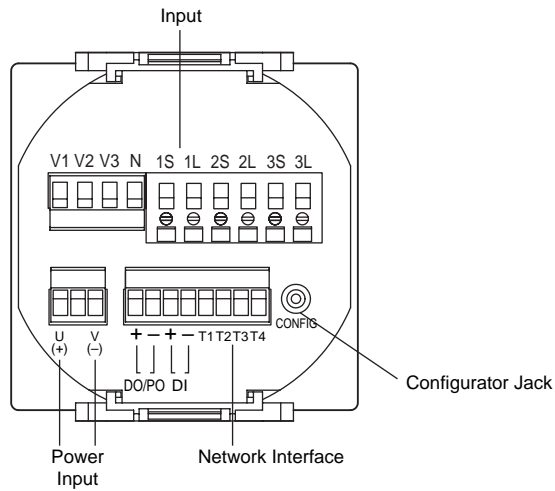 Input
V1 V2 V3 N 1S 1L 2S 2L 3S 3L
CONFIG
U V + − + − T1 T2 T3 T4
(+) (−)
DO/PO DI
Configurator Jack
Power Input
Network Interface